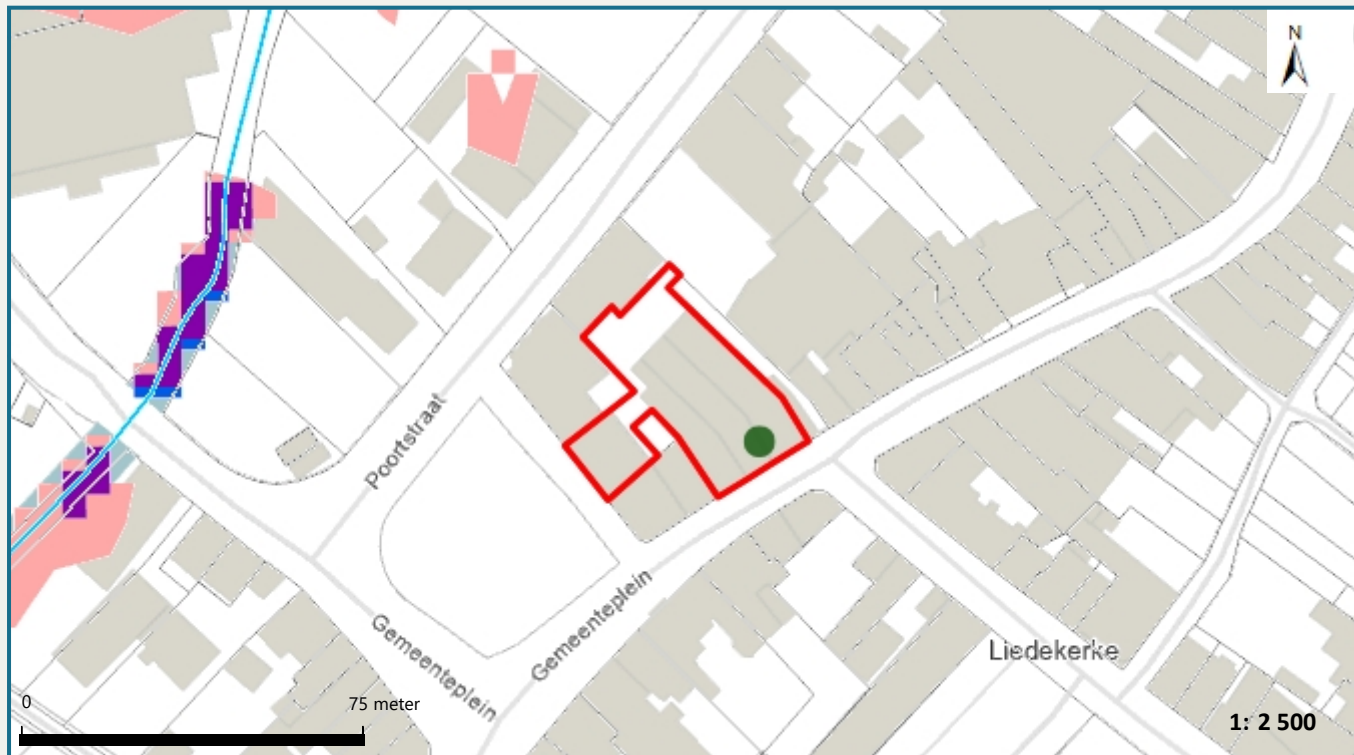 N
Poortstraat
Gemeenteplein
Gemeenteplein
Liedekerke
0 75 meter
1: 2 500